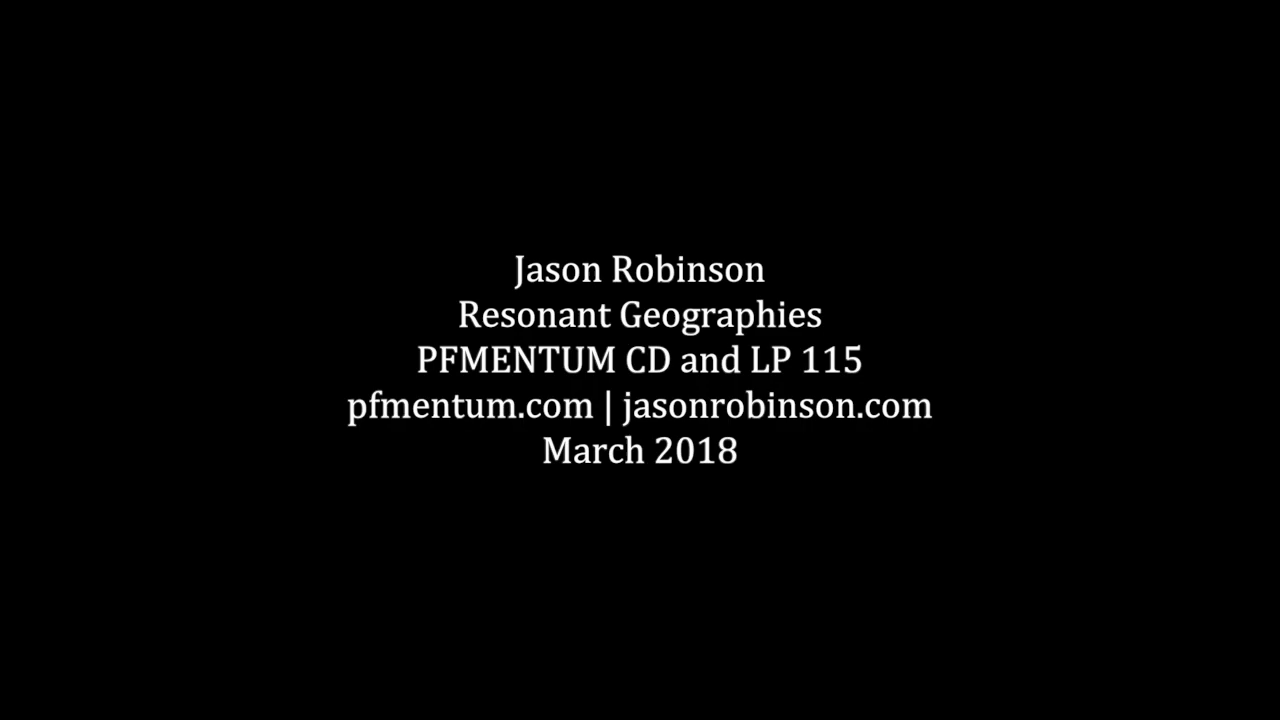 Jason Robinson
Resonant Geographies
PFMENTUM CD and LP 115
pfmentum.com | jasonrobinson.com
March 2018